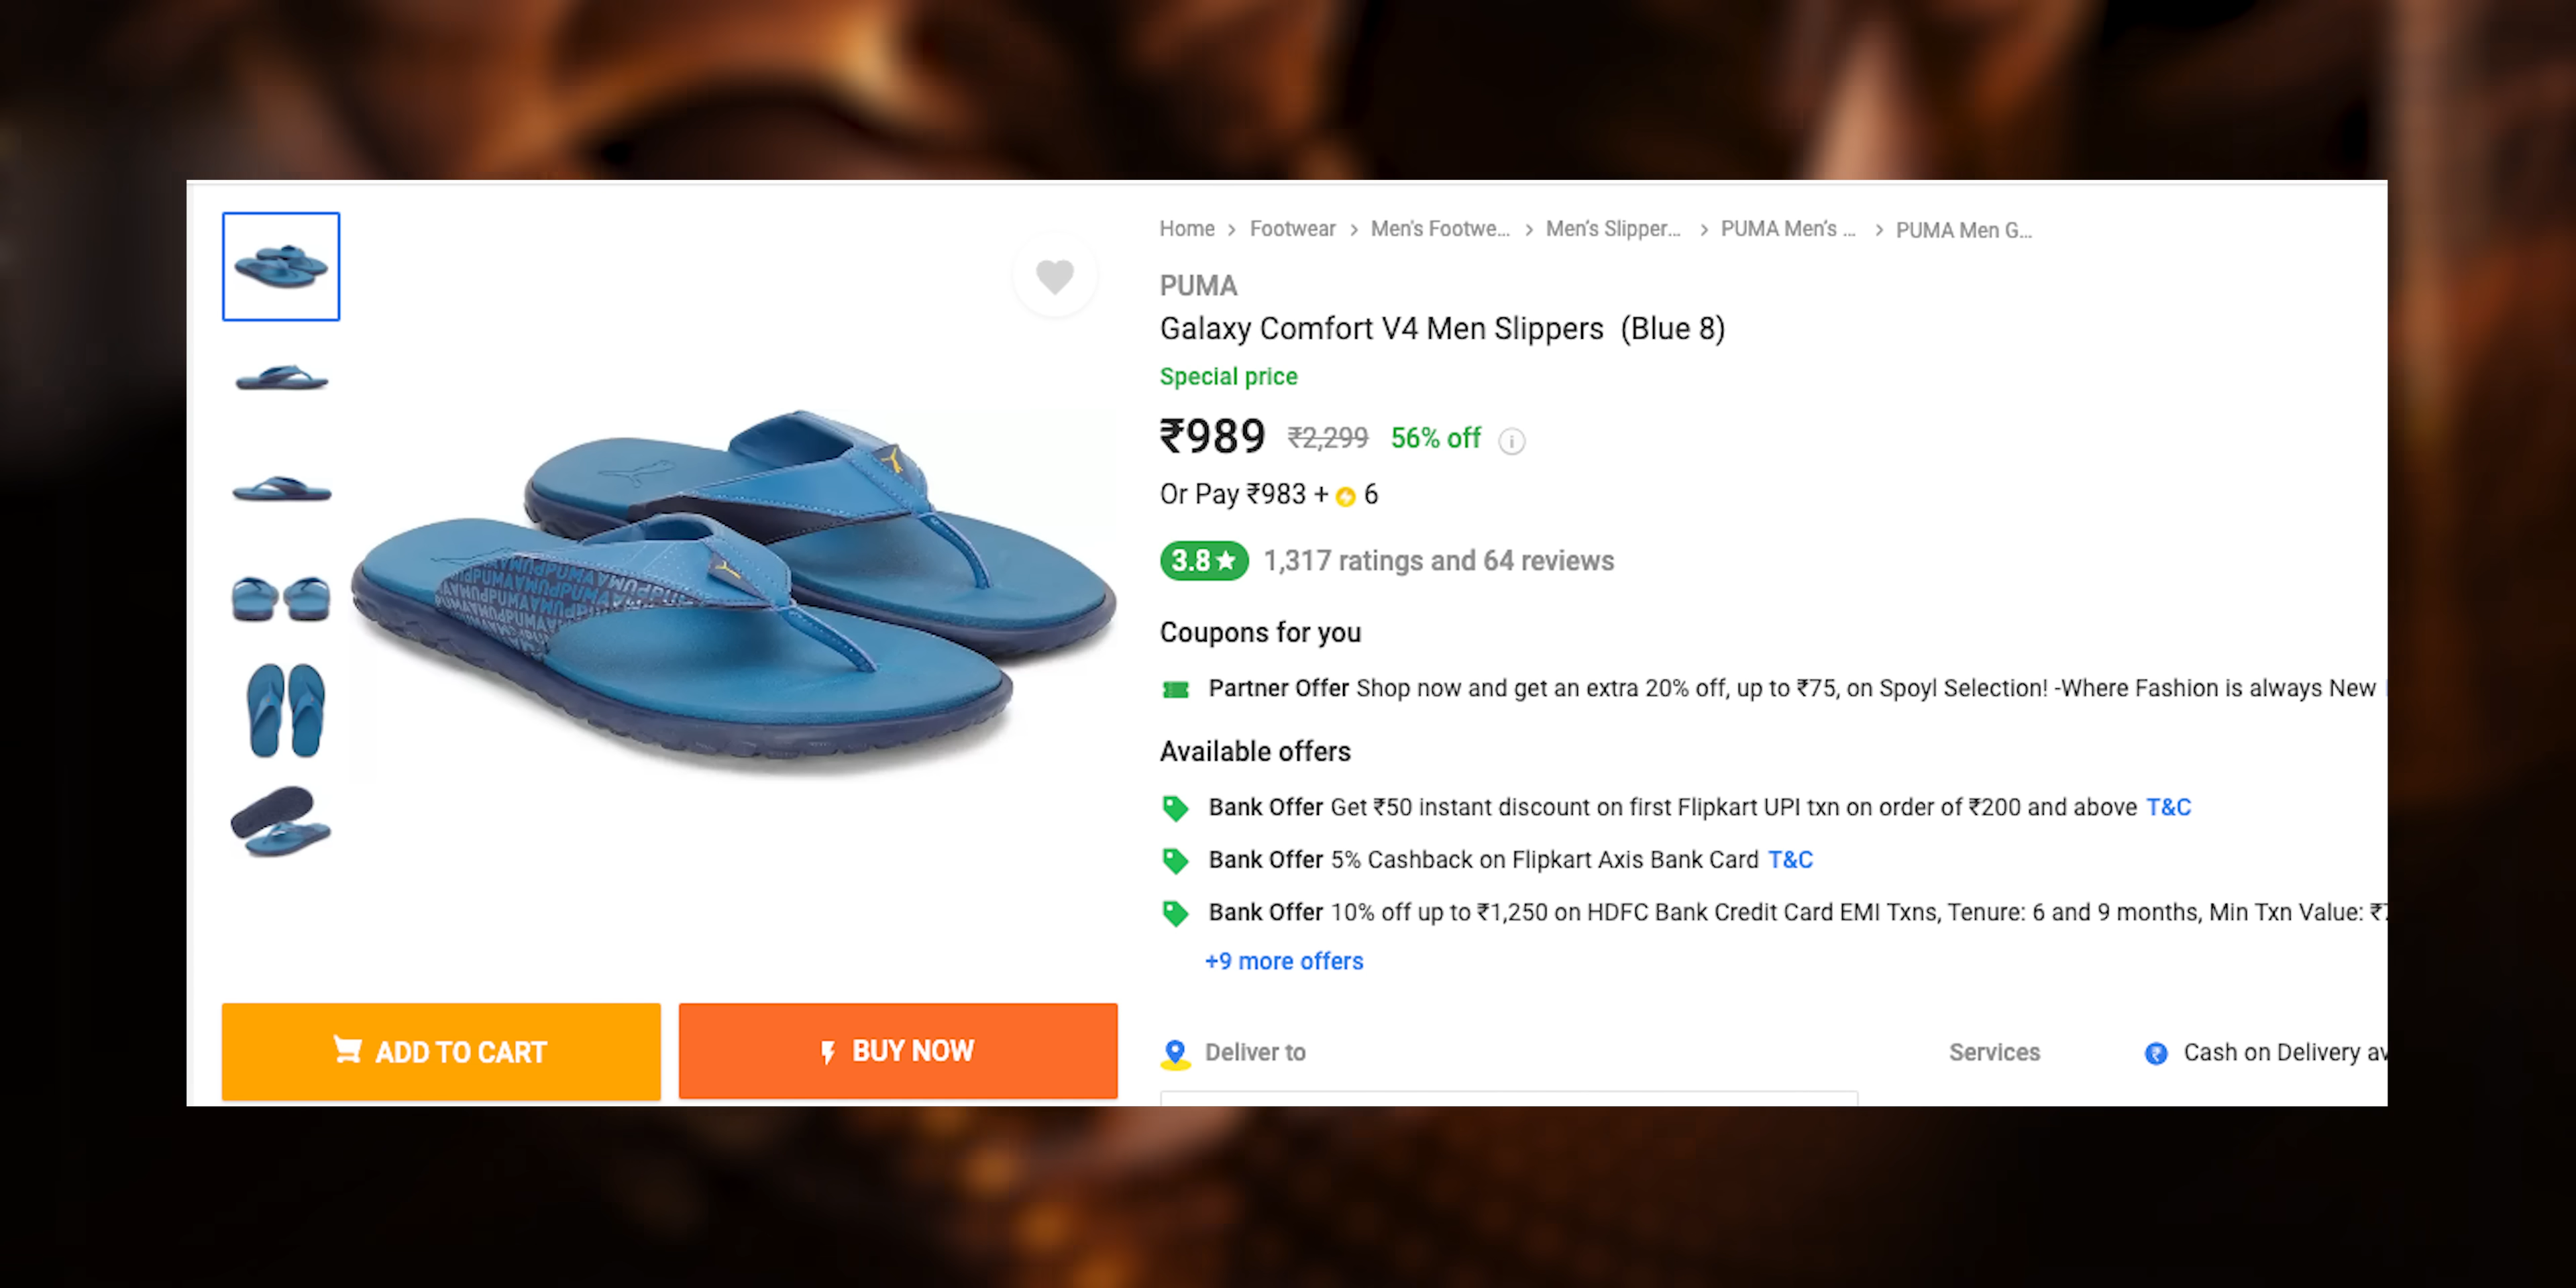 Home > Footwear > Men's Footwe... > Men's Slipper... > PUMA Men's ... > PUMA Men G...
PUMA
Galaxy Comfort V4 Men Slippers (Blue 8)
Special price
₹989 ₹2,299 56% off
Or Pay ₹983 + 6
3.8★ 1,317 ratings and 64 reviews
Coupons for you
Partner Offer Shop now and get an extra 20% off, up to ₹75, on Spoyl Selection! -Where Fashion is always New
Available offers
Bank Offer Get ₹50 instant discount on first Flipkart UPI txn on order of ₹200 and above T&C
Bank Offer 5% Cashback on Flipkart Axis Bank Card T&C
Bank Offer 10% off up to ₹1,250 on HDFC Bank Credit Card EMI Txns, Tenure: 6 and 9 months, Min Txn Value:
+9 more offers
ADD TO CART
BUY NOW
Deliver to
Services
Cash on Delivery